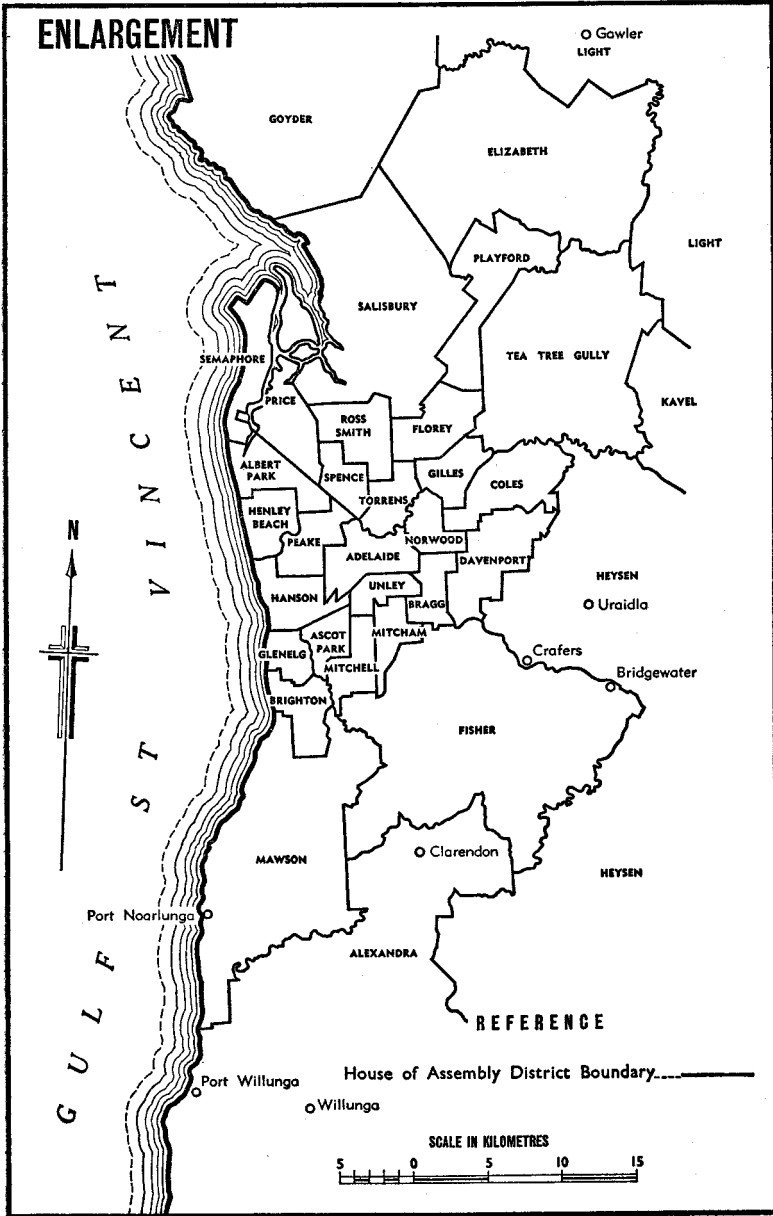 ENLARGEMENT
Gawler
LIGHT
GOYDER
ELIZABETH
LIGHT
PLAYFORD
SALISBURY
TEA TREE GULLY
SEMAPHORE
KAVEL
PRICE
ROSS
SMITH
FLOREY
ALBERT
PARK
SPENCE
GILLES
COLES
HENLEY
BEACH
TORRENS
PEAKE
NORWOOD
ADELAIDE
DAVENPORT
HEYSEN
UNLEY
HANSON
BRAGG
Uraidla
ASCOT
PARK
MITCHAM
GLENELG
MITCHELL
Crafers
Bridgewater
BRIGHTON
FISHER
Clarendon
MAWSON
HEYSEN
Port Noarlunga
ALEXANDRA
GULF ST VINCENT
N
REFERENCE
House of Assembly District Boundary
Port Willunga
Willunga
SCALE IN KILOMETRES
5 0 5 10 15